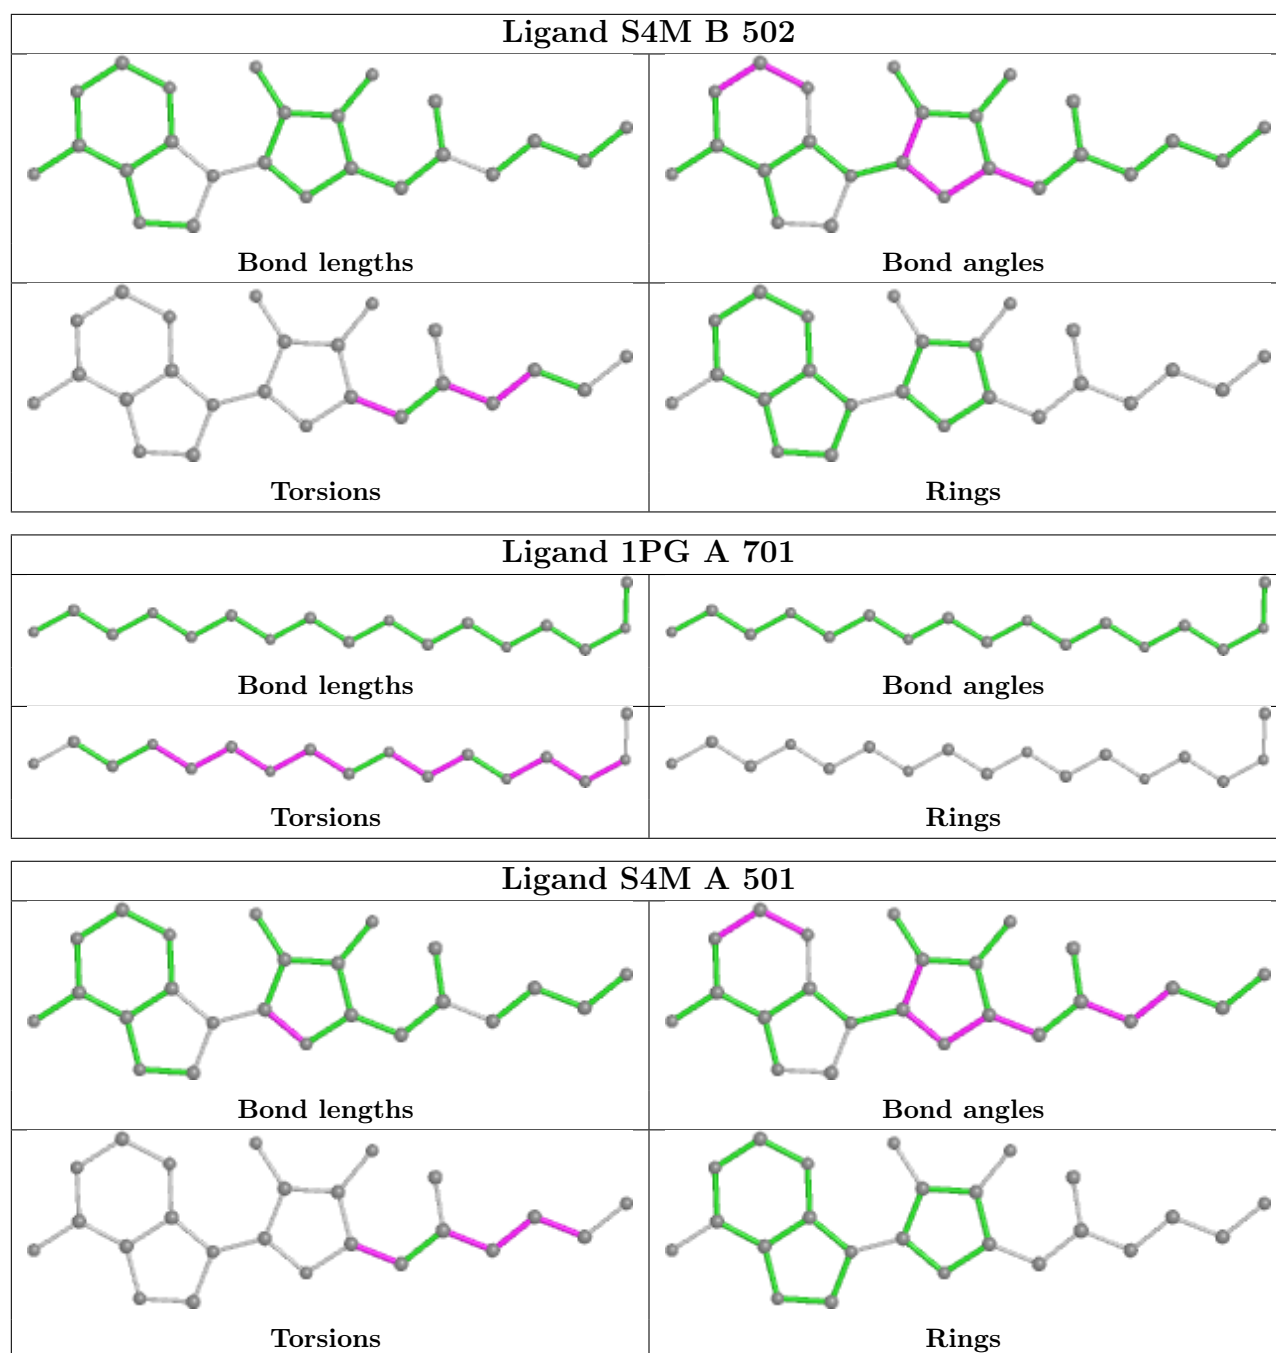 Ligand S4M B 502
Bond lengths
Bond angles
Torsions
Rings
Ligand 1PG A 701
Bond lengths
Bond angles
Torsions
Rings
Ligand S4M A 501
Bond lengths
Bond angles
Torsions
Rings